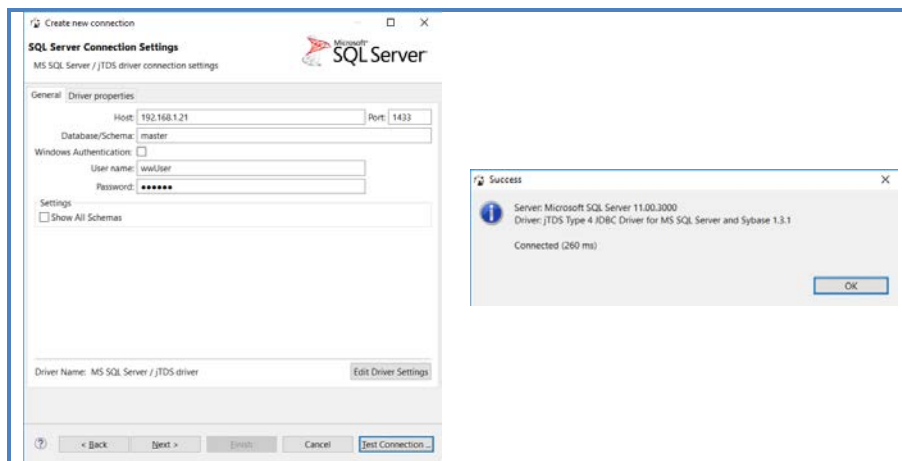 Create new connection
SQL Server Connection Settings
MS SQL Server / jTDS driver connection settings
Microsoft
SQL Server
General Driver properties
Host: 192.168.1.21 Port: 1433
Database/Schema: master
Windows Authentication:
User name: wwUser
Password: ••••••
Settings
Show All Schemas
Driver Name: MS SQL Server / jTDS driver Edit Driver Settings
? < Back Next > Finish Cancel Test Connection ...
Success
Server: Microsoft SQL Server 11.00.3000
Driver: jTDS Type 4 JDBC Driver for MS SQL Server and Sybase 1.3.1
Connected (260 ms)
OK